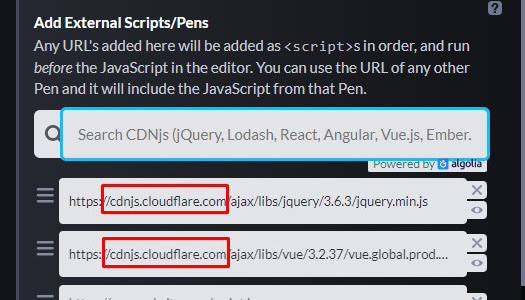 ?
Add External Scripts/Pens
Any URL's added here will be added as <script>s in order, and run
before the JavaScript in the editor. You can use the URL of any other
Pen and it will include the JavaScript from that Pen.
Search CDNjs (jQuery, Lodash, React, Angular, Vue.js, Ember.
Powered by algolia
https://cdnjs.cloudflare.com/ajax/libs/jquery/3.6.3/jquery.min.js
https://cdnjs.cloudflare.com/ajax/libs/vue/3.2.37/vue.global.prod....